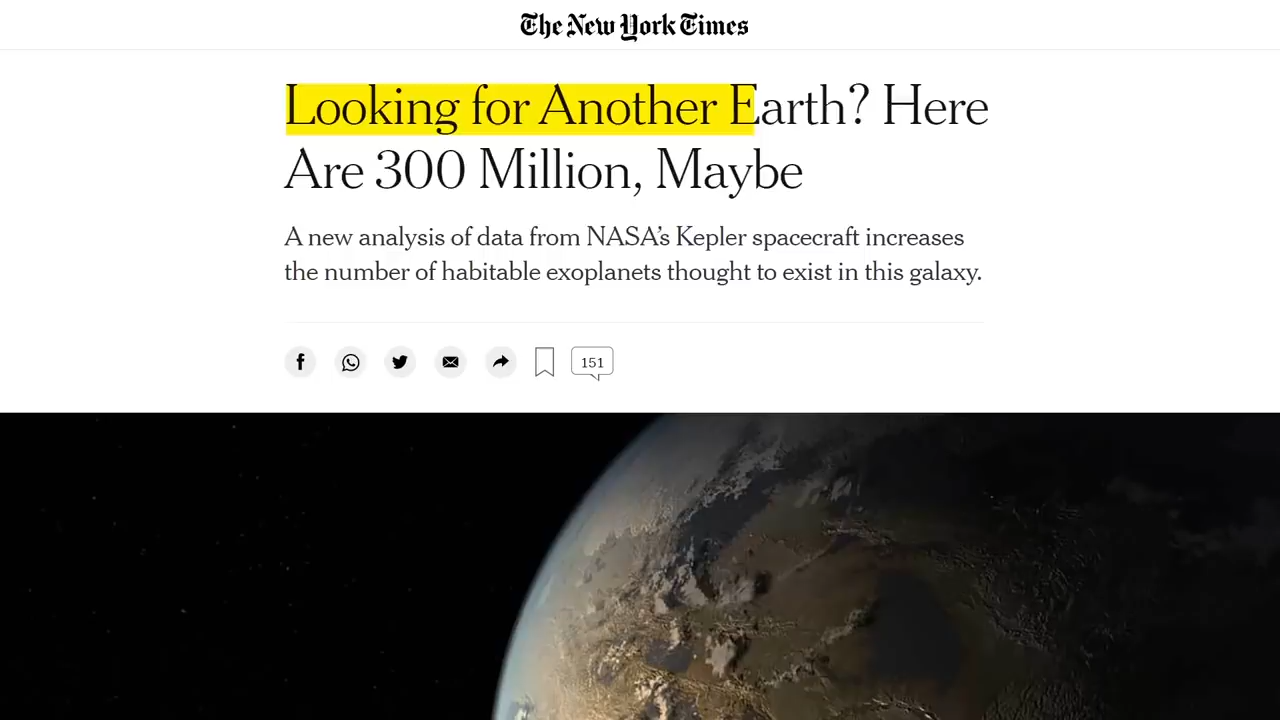 The New York Times
Looking for Another Earth? Here
Are 300 Million, Maybe
A new analysis of data from NASA’s Kepler spacecraft increases
the number of habitable exoplanets thought to exist in this galaxy.
151